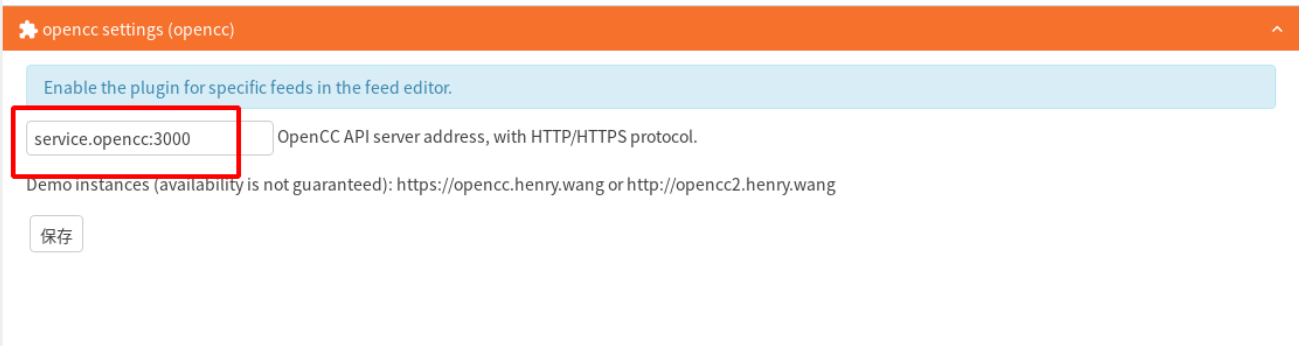 opencc settings (opencc)
Enable the plugin for specific feeds in the feed editor.
service.opencc:3000 OpenCC API server address, with HTTP/HTTPS protocol.
Demo instances (availability is not guaranteed): https://opencc.henry.wang or http://opencc2.henry.wang
保存